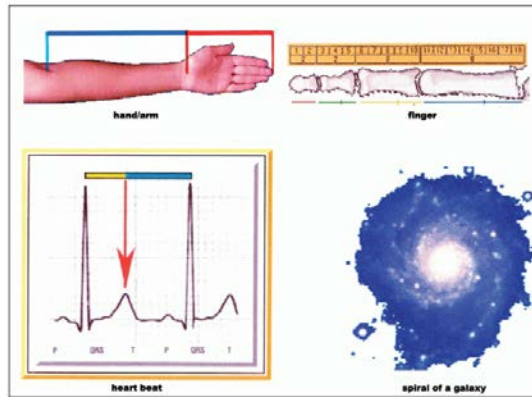 hand/arm
finger
P QRS T P QRS T
heart beat
spiral of a galaxy